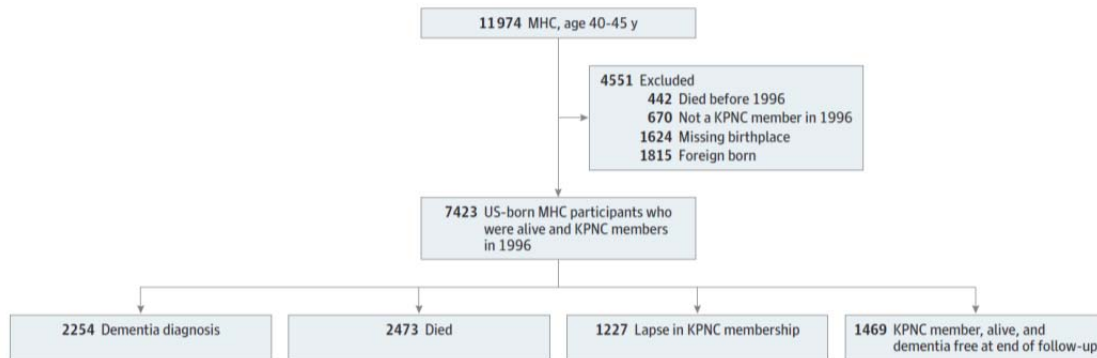 11974 MHC, age 40-45 y
4551 Excluded
442 Died before 1996
670 Not a KPNC member in 1996
1624 Missing birthplace
1815 Foreign born
7423 US-born MHC participants who
were alive and KPNC members
in 1996
2254 Dementia diagnosis
2473 Died
1227 Lapse in KPNC membership
1469 KPNC member, alive, and
dementia free at end of follow-up